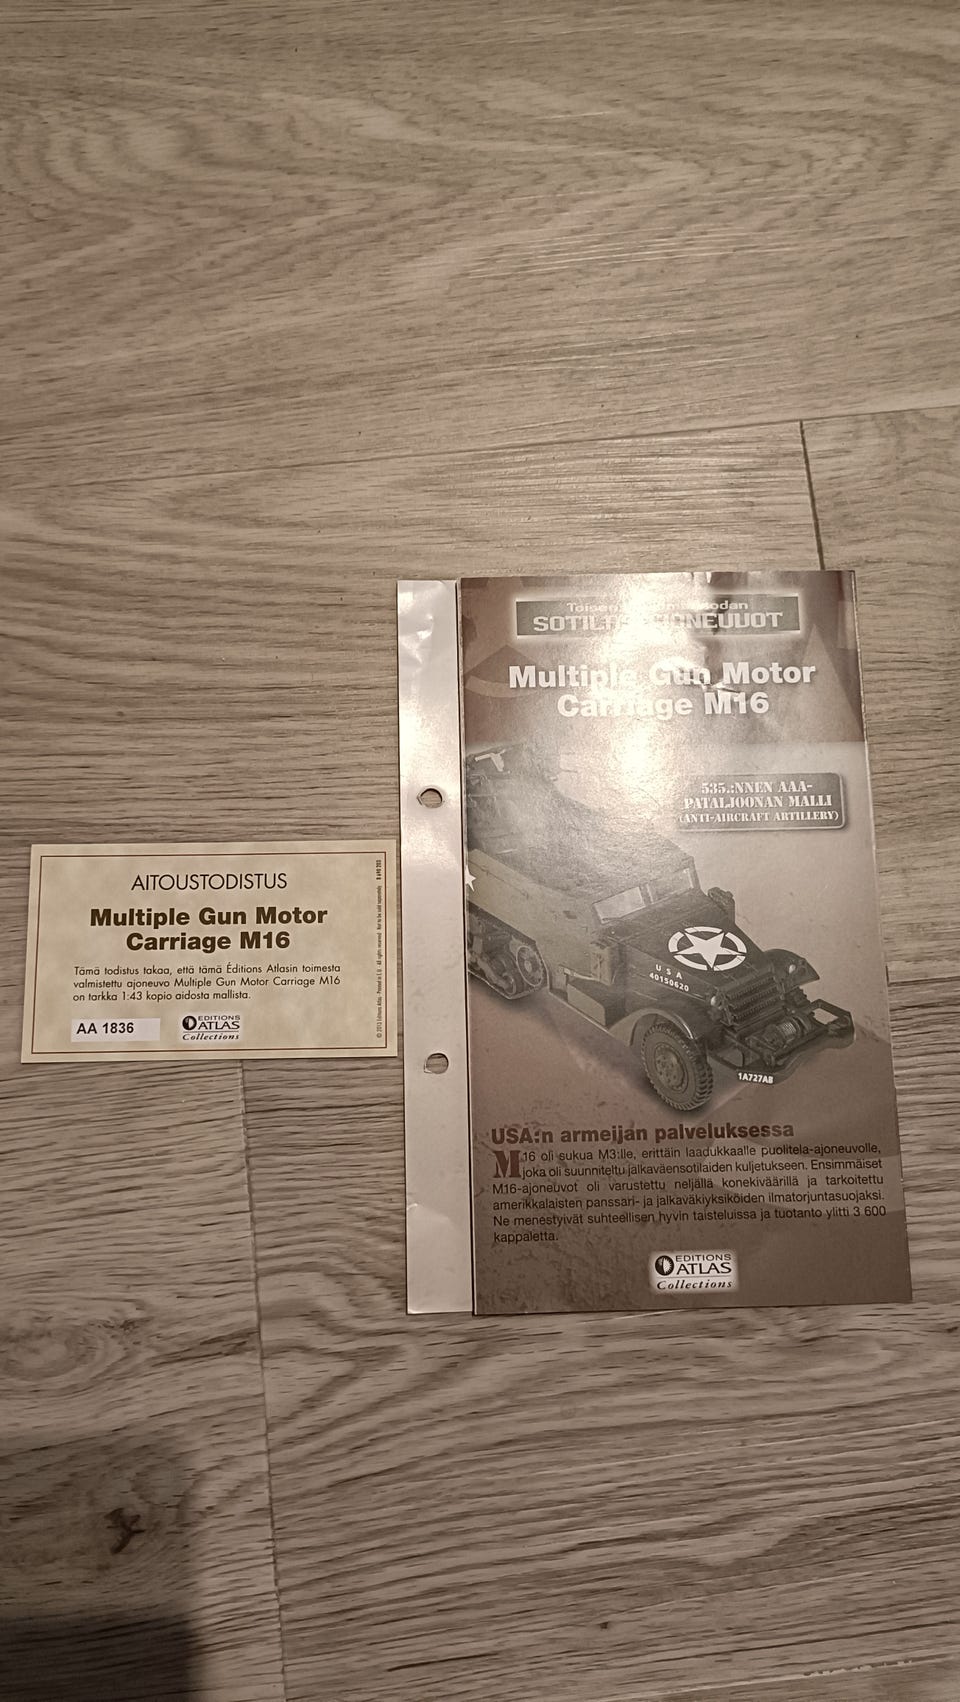 AITOUSTODISTUS
Multiple Gun Motor
Carriage M16
Tämä todistus takaa, että tämä Éditions Atlasin toimesta
valmistettu ajoneuvo Multiple Gun Motor Carriage M16
on tarkka 1:43 kopio aidosta mallista.
AA 1836
EDITIONS
ATLAS
Collections
Multiple Gun Motor
Carriage M16
535.:NNEN AAA-
PATALJOONAN MALLI
(ANTI-AIRCRAFT ARTILLERY)
USA
40150620
1A727AB
USA:n armeijan palveluksessa
M16 oli sukua M3:lle, erittäin laadukkaalle puolitela-ajoneuvolle,
joka oli suunniteltu jalkaväensotilaiden kuljetukseen. Ensimmäiset
M16-ajoneuvot oli varustettu neljällä konekiväärillä ja tarkoitettu
amerikkalaisten panssari- ja jalkaväkiyksiköiden ilmatorjuntasuojaksi.
Ne menestyivät suhteellisen hyvin taisteluissa ja tuotanto ylitti 3 600
kappaletta.
EDITIONS
ATLAS
Collections